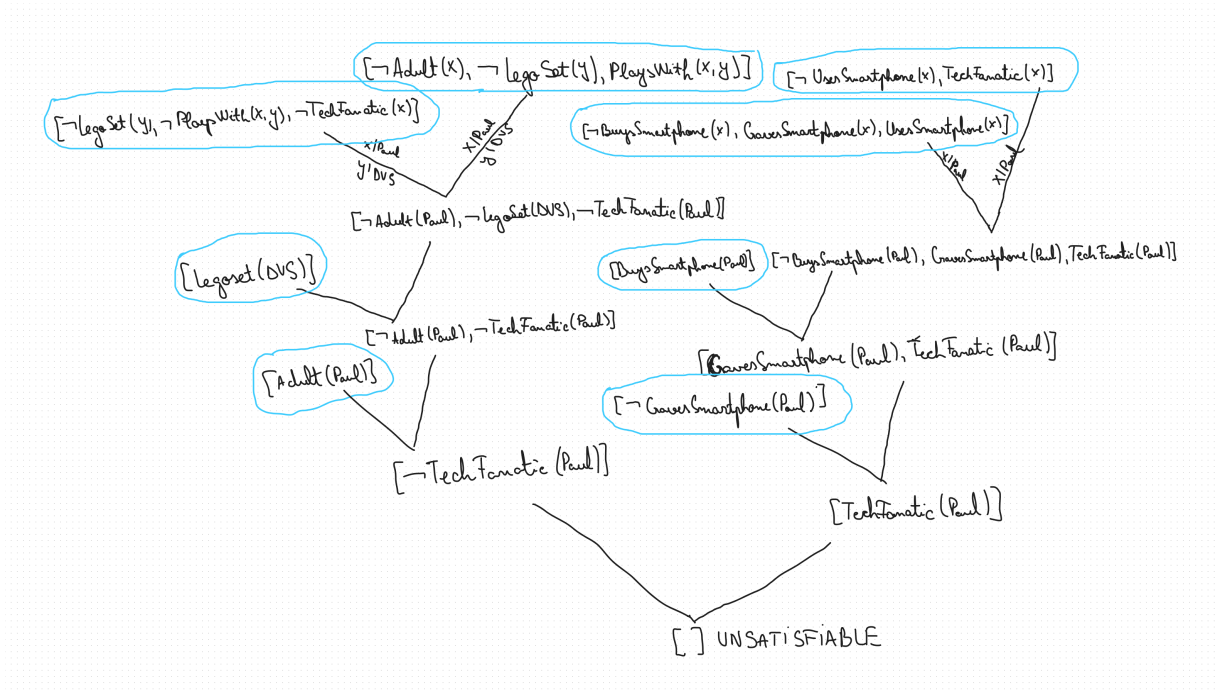 [¬Adult(x), ¬LegoSet(y), PlaysWith(x,y)]
[¬UsesSmartphone(x), TechFanatic(x)]
[¬LegoSet(y), ¬PlaysWith(x,y), ¬TechFanatic(x)]
[¬BuysSmartphone(x), GavesSmartphone(x), UsesSmartphone(x)]
x/Paul
y/DVS
x/Paul
y/DVS
x/Paul
x/Paul
[¬Adult(Paul), ¬LegoSet(DVS), ¬TechFanatic(Paul)]
[Legoset(DVS)]
[BuysSmartphone(Paul)]
[¬BuysSmartphone(Paul), GavesSmartphone(Paul), TechFanatic(Paul)]
[¬Adult(Paul), ¬TechFanatic(Paul)]
[GavesSmartphone(Paul), TechFanatic(Paul)]
[Adult(Paul)]
[¬GavesSmartphone(Paul)]
[¬TechFanatic(Paul)]
[TechFanatic(Paul)]
[] UNSATiSFiABLE